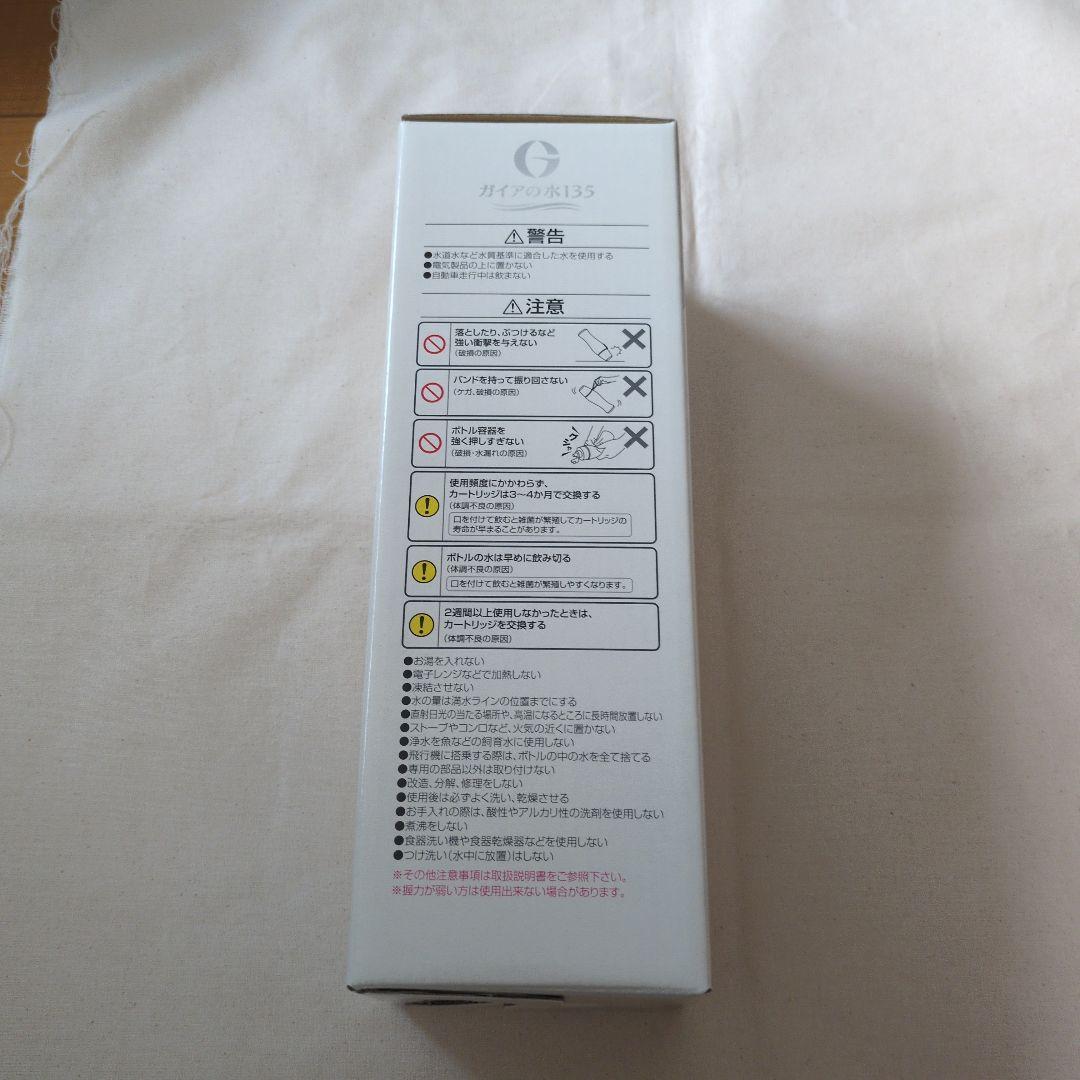 G
ガイアの水135
警告
●水道水など水質基準に適合した水を使用する
●電気製品の上に置かない
●自動車走行中は飲まない
注意
落としたり、ぶつけるなど
強い衝撃を与えない
(破損の原因)
バンドを持って振り回さない
(ケガ、破損の原因)
ボトル容器を
強く押しすぎない
(破損・水漏れの原因)
使用頻度にかかわらず、
カートリッジは3〜4か月で交換する
(体調不良の原因)
口を付けて飲むと雑菌が繁殖してカートリッジの
寿命が早まることがあります。
ボトルの水は早めに飲み切る
(体調不良の原因)
口を付けて飲むと雑菌が繁殖しやすくなります。
2週間以上使用しなかったときは、
カートリッジを交換する
(体調不良の原因)
●お湯を入れない
●電子レンジなどで加熱しない
●凍結させない
●水の量は満水ラインの位置までにする
●直射日光の当たる場所や、高温になるところに長時間放置しない
●ストーブやコンロなど、火気の近くに置かない
●浄水を魚などの飼育水に使用しない
●飛行機に搭乗する際は、ボトルの中の水を全て捨てる
●専用の部品以外は取り付けない
●改造、分解、修理をしない
●使用後は必ずよく洗い、乾燥させる
●お手入れの際は、酸性やアルカリ性の洗剤を使用しない
●煮沸をしない
●食器洗い機や食器乾燥器などを使用しない
●つけ洗い(水中に放置)はしない
※その他注意事項は取扱説明書をご参照下さい。
※握力が弱い方は使用出来ない場合があります。